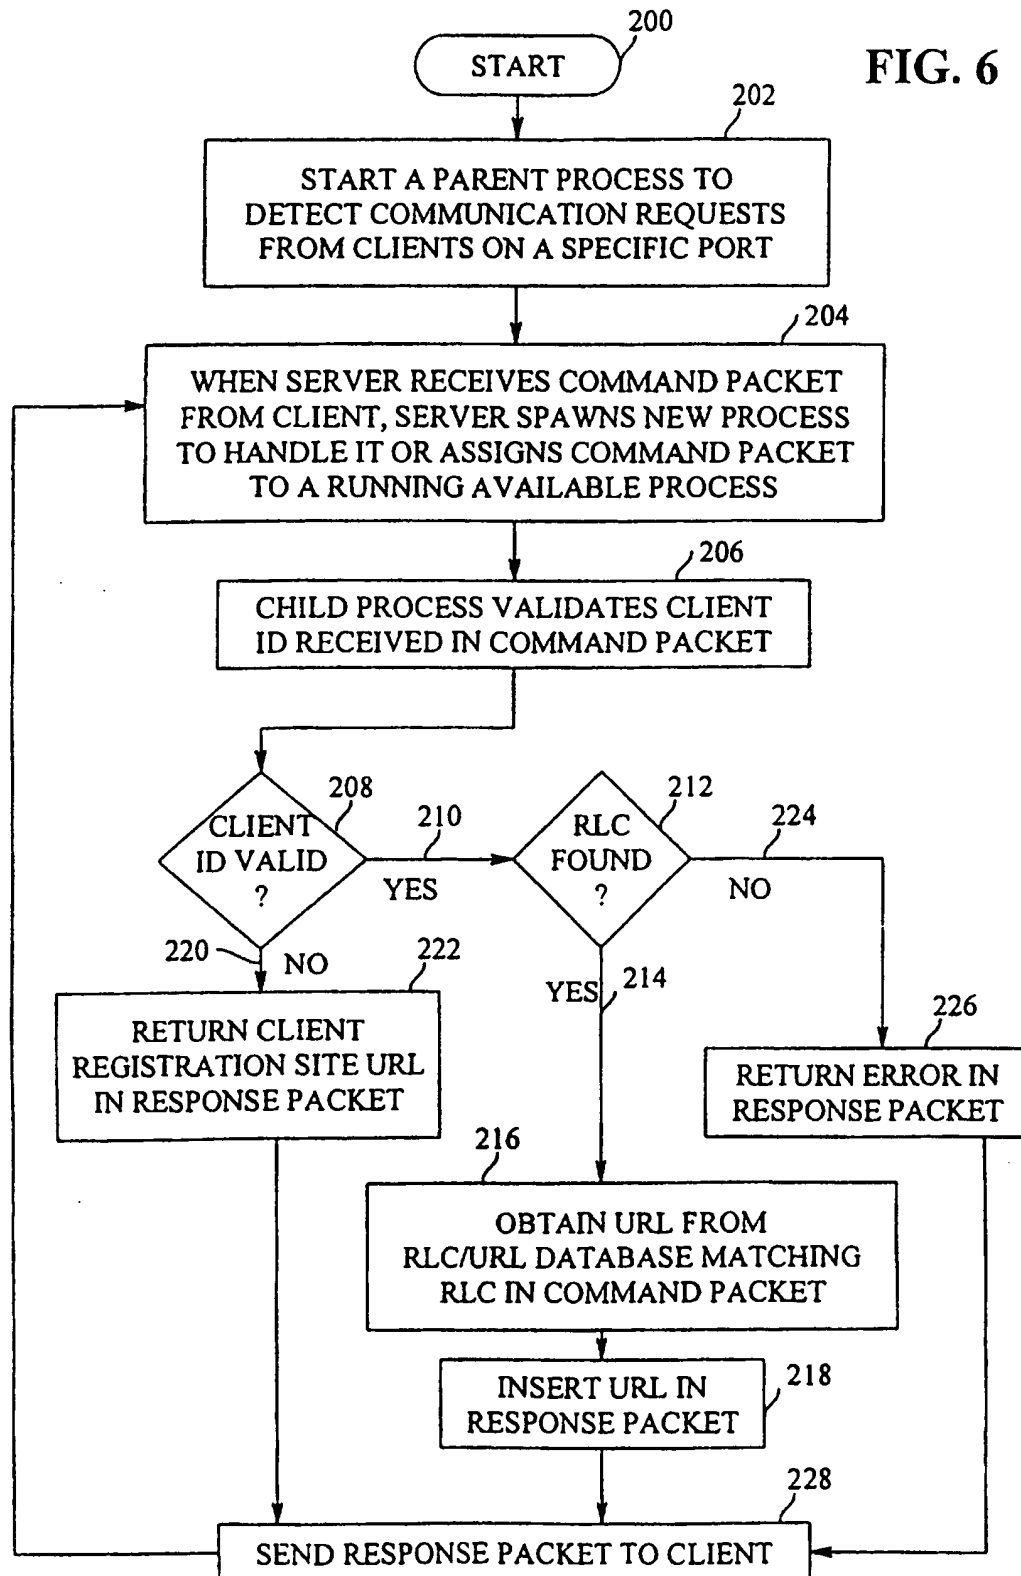 200
START
FIG. 6
202
START A PARENT PROCESS TO
DETECT COMMUNICATION REQUESTS
FROM CLIENTS ON A SPECIFIC PORT
204
WHEN SERVER RECEIVES COMMAND PACKET
FROM CLIENT, SERVER SPAWNS NEW PROCESS
TO HANDLE IT OR ASSIGNS COMMAND PACKET
TO A RUNNING AVAILABLE PROCESS
206
CHILD PROCESS VALIDATES CLIENT
ID RECEIVED IN COMMAND PACKET
208
CLIENT
ID VALID
?
210
YES
212
RLC
FOUND
?
224
NO
220
NO
222
RETURN CLIENT
REGISTRATION SITE URL
IN RESPONSE PACKET
YES
214
226
RETURN ERROR IN
RESPONSE PACKET
216
OBTAIN URL FROM
RLC/URL DATABASE MATCHING
RLC IN COMMAND PACKET
INSERT URL IN
RESPONSE PACKET
218
228
SEND RESPONSE PACKET TO CLIENT